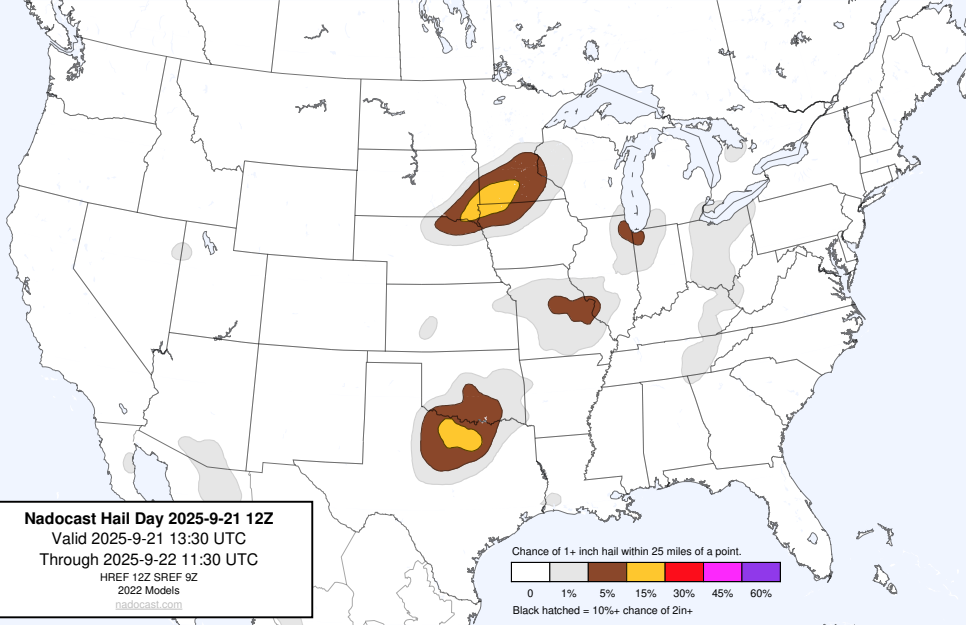 Nadocast Hail Day 2025-9-21 12Z
Valid 2025-9-21 13:30 UTC
Through 2025-9-22 11:30 UTC
HREF 12Z SREF 9Z
2022 Models
nadocast.com
Chance of 1+ inch hail within 25 miles of a point.
0 1% 5% 15% 30% 45% 60%
Black hatched = 10%+ chance of 2in+